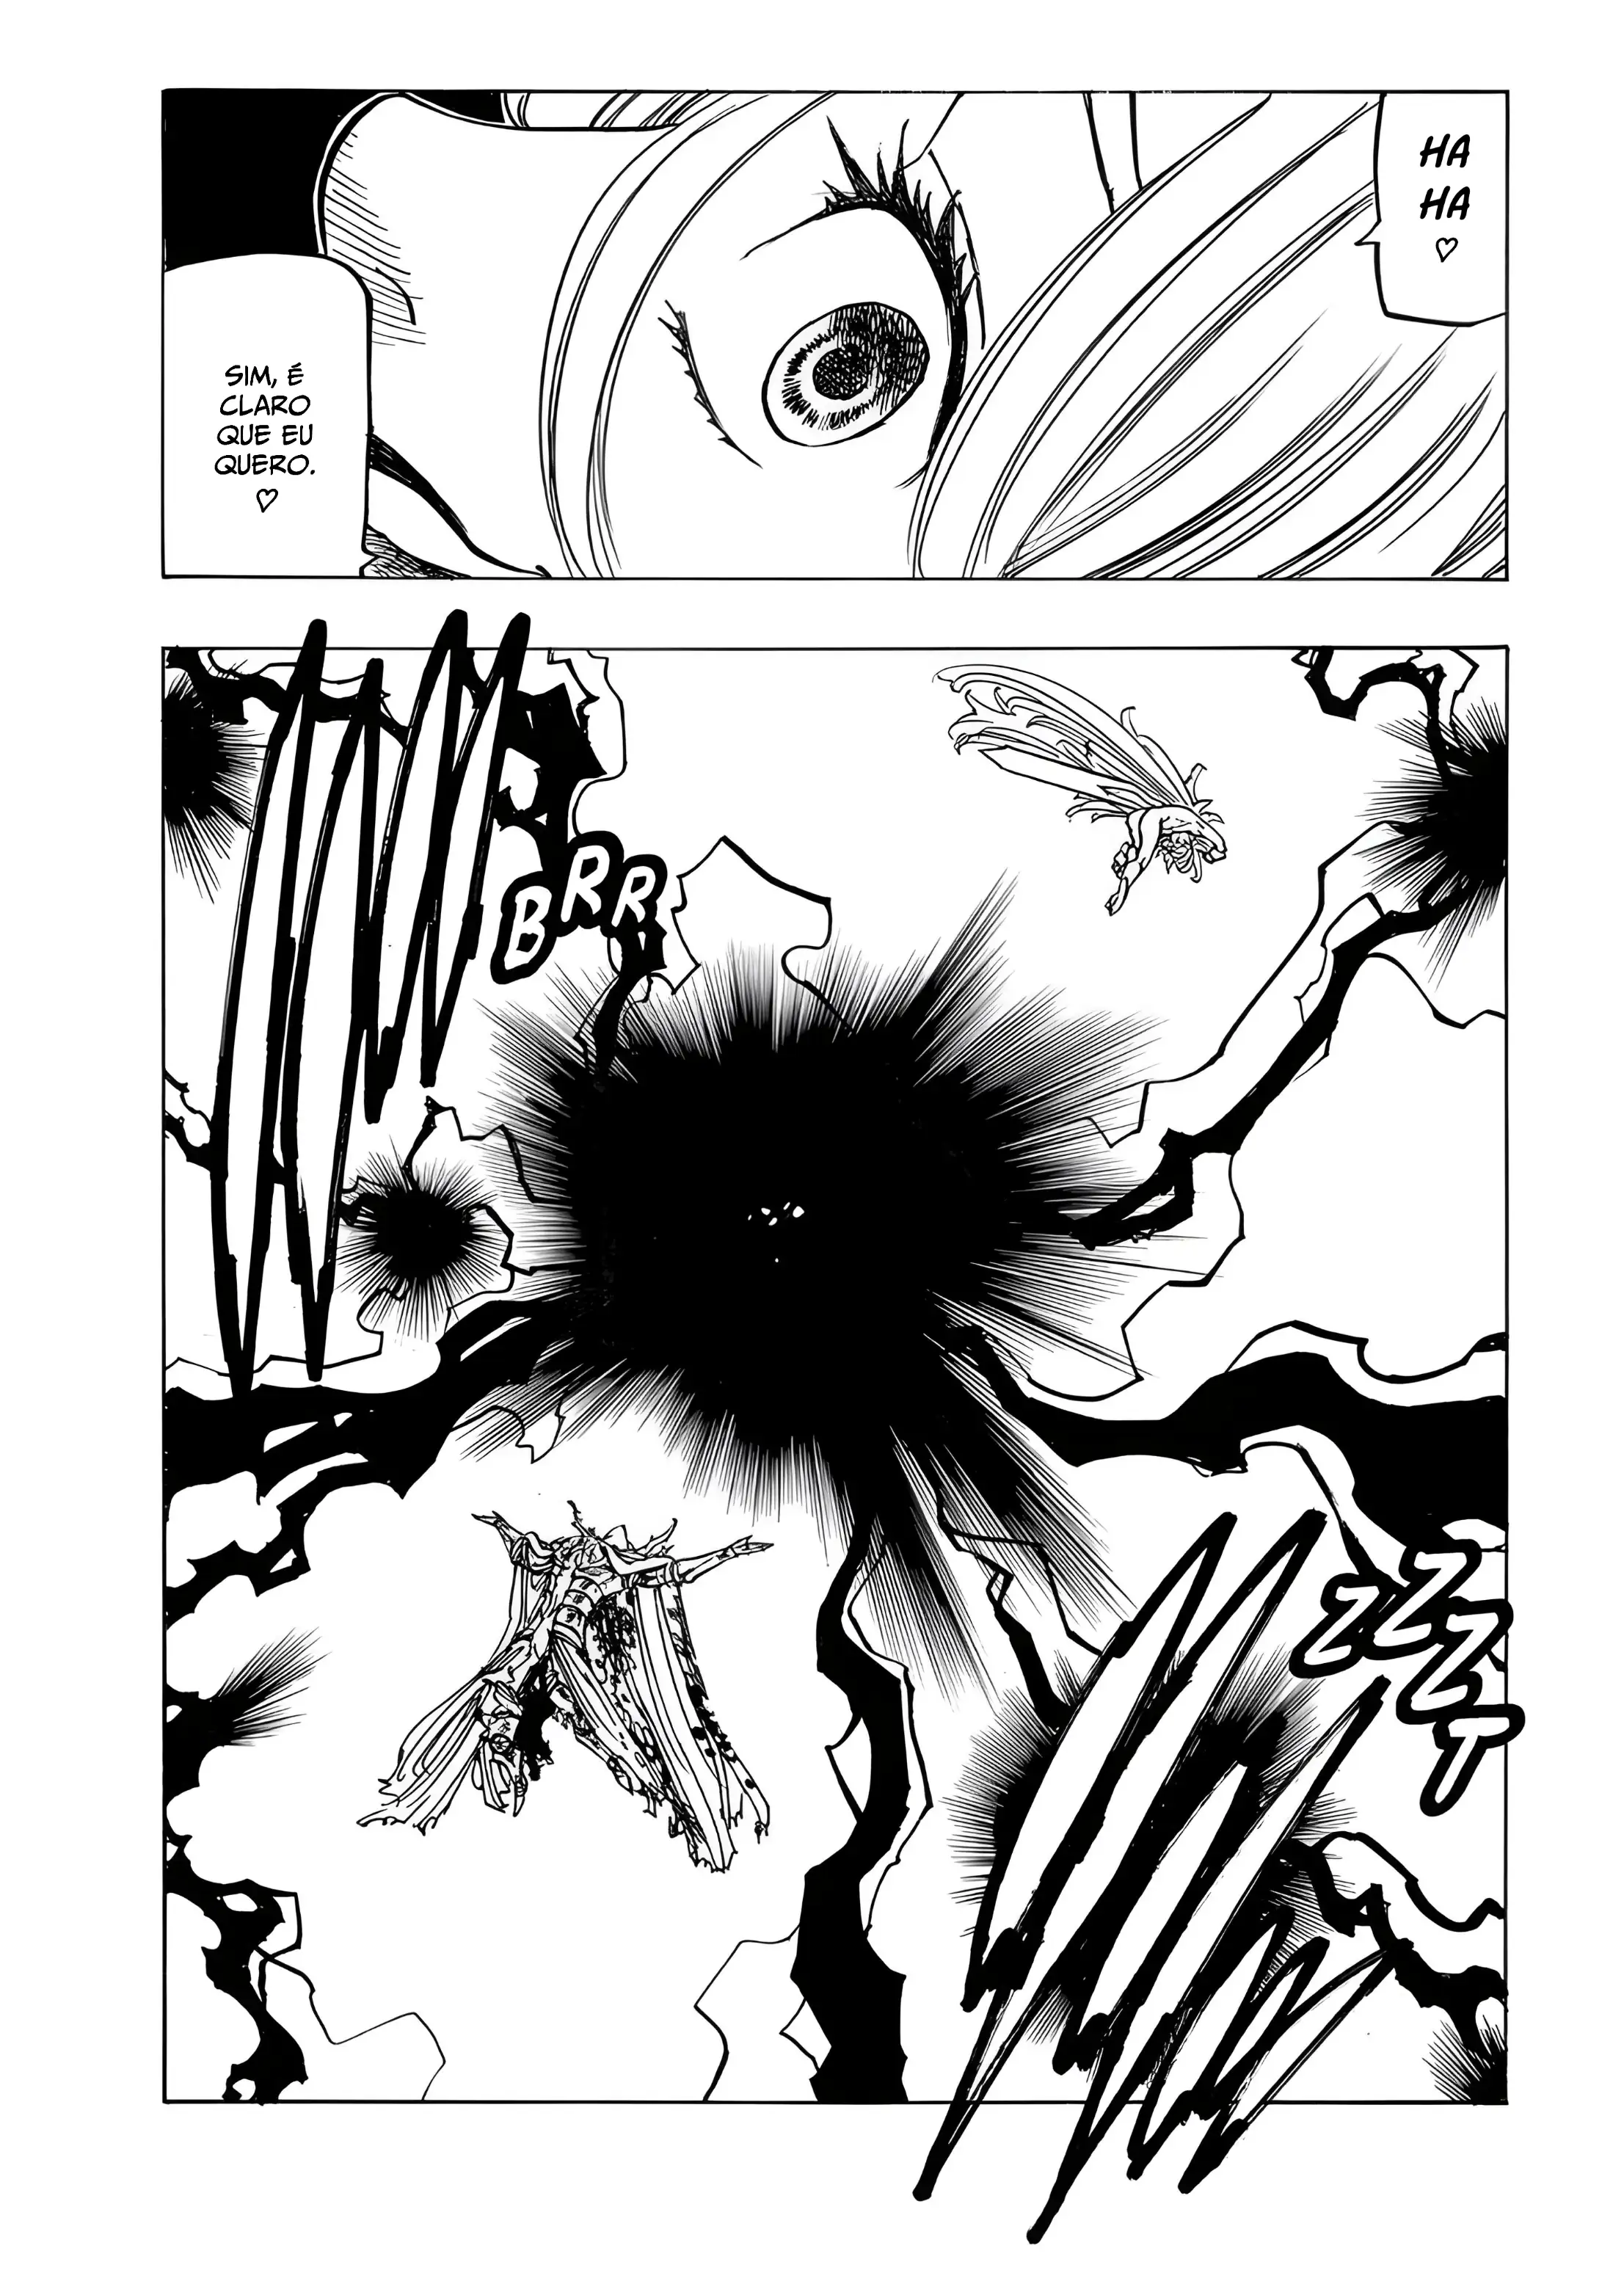 HA
HA
♡
SIM, É
CLARO
QUE EU
QUERO.
♡
BRR
ZZZT